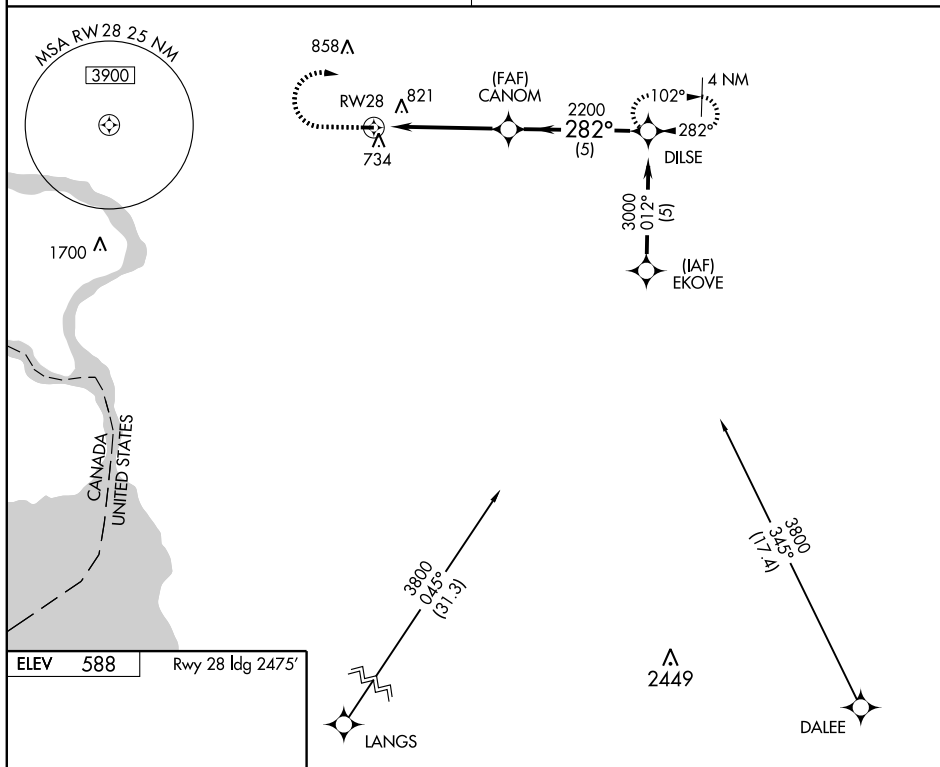 MSA RW 28 25 NM
3900
858
RW28
821
734
(FAF)
CANOM
2200
282°
(5)
102°
4 NM
282°
DILSE
3000
012°
(5)
(IAF)
EKOVE
1700
CANADA
UNITED STATES
3800
045°
(31.3)
3800
345°
(17.4)
2449
LANGS
DALEE
ELEV 588
Rwy 28 ldg 2475'